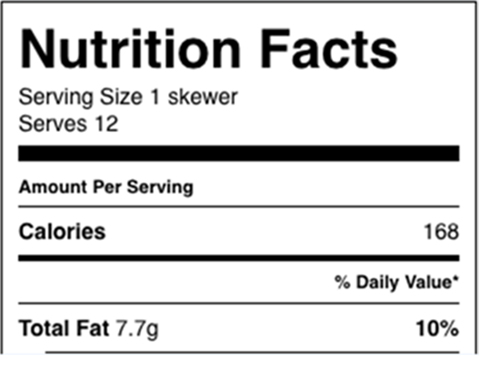 Nutrition Facts
Serving Size 1 skewer
Serves 12
Amount Per Serving
Calories 168
% Daily Value*
Total Fat 7.7g 10%